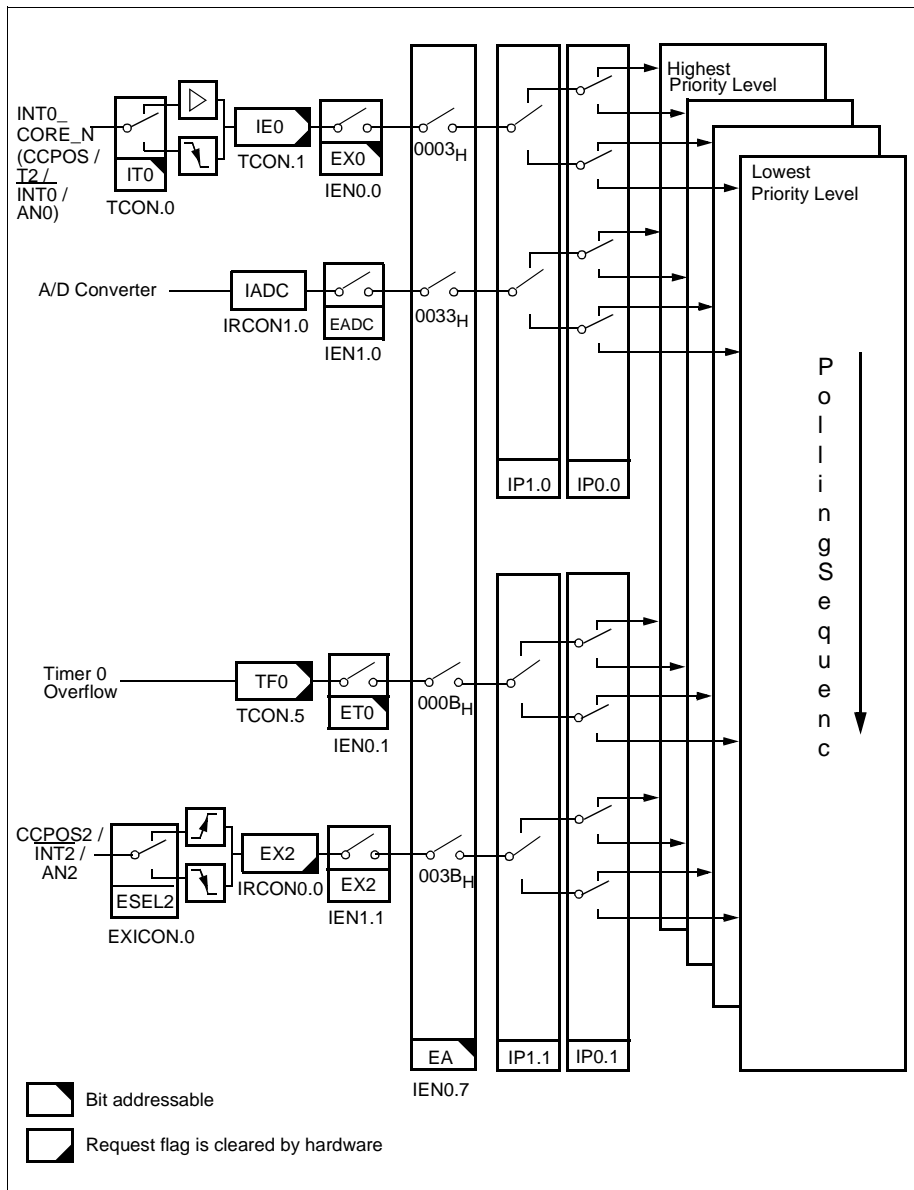 INT0_
CORE_N
(CCPOS /
T2 /
INT0 /
AN0)
IT0
TCON.0
IE0
TCON.1
EX0
IEN0.0
0003H
Highest
Priority Level
Lowest
Priority Level
A/D Converter
IADC
IRCON1.0
EADC
IEN1.0
0033H
IP1.0
IP0.0
PollingSequenc
Timer 0
Overflow
TF0
TCON.5
ET0
IEN0.1
000BH
CCPOS2 /
INT2 /
AN2
ESEL2
EXICON.0
EX2
IRCON0.0
EX2
IEN1.1
003BH
EA
IEN0.7
IP1.1
IP0.1
Bit addressable
Request flag is cleared by hardware